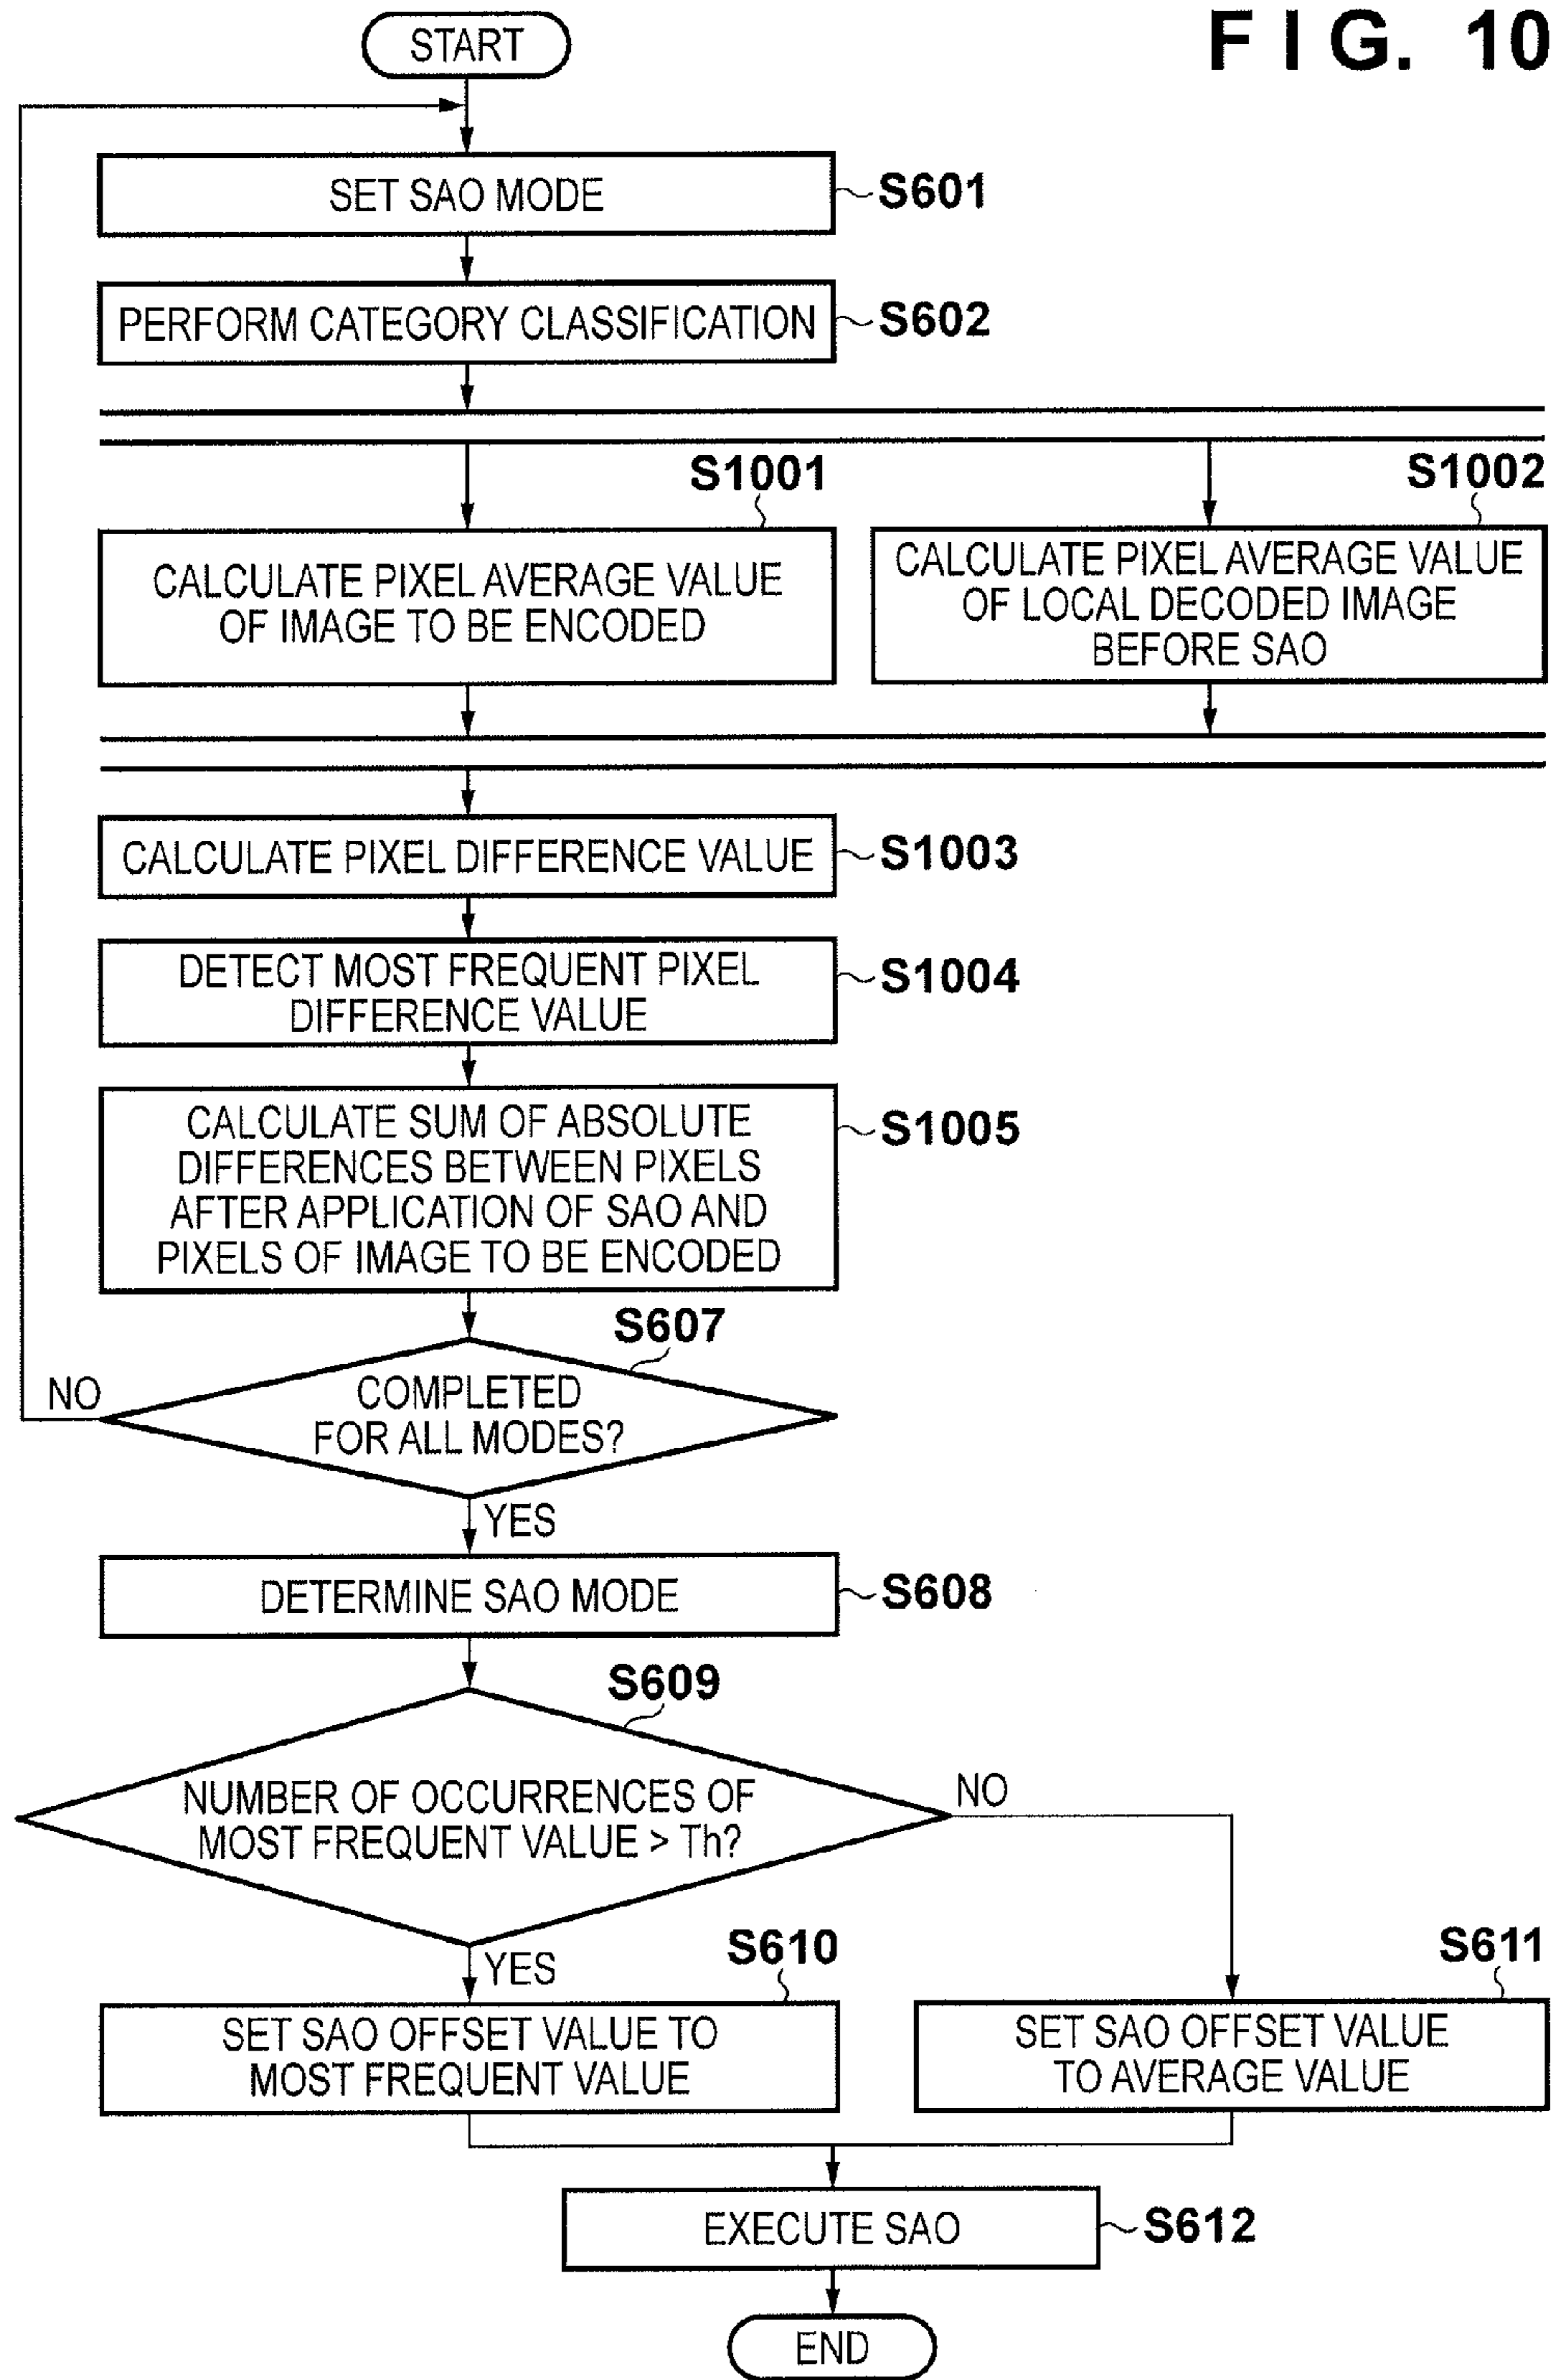 FIG. 10
START
SET SAO MODE
S601
PERFORM CATEGORY CLASSIFICATION
S602
S1001
CALCULATE PIXEL AVERAGE VALUE
OF IMAGE TO BE ENCODED
S1002
CALCULATE PIXEL AVERAGE VALUE
OF LOCAL DECODED IMAGE
BEFORE SAO
CALCULATE PIXEL DIFFERENCE VALUE
S1003
DETECT MOST FREQUENT PIXEL
DIFFERENCE VALUE
S1004
CALCULATE SUM OF ABSOLUTE
DIFFERENCES BETWEEN PIXELS
AFTER APPLICATION OF SAO AND
PIXELS OF IMAGE TO BE ENCODED
S1005
S607
NO
COMPLETED
FOR ALL MODES?
YES
DETERMINE SAO MODE
S608
S609
NUMBER OF OCCURRENCES OF
MOST FREQUENT VALUE > Th?
NO
YES
S610
SET SAO OFFSET VALUE TO
MOST FREQUENT VALUE
S611
SET SAO OFFSET VALUE
TO AVERAGE VALUE
EXECUTE SAO
S612
END